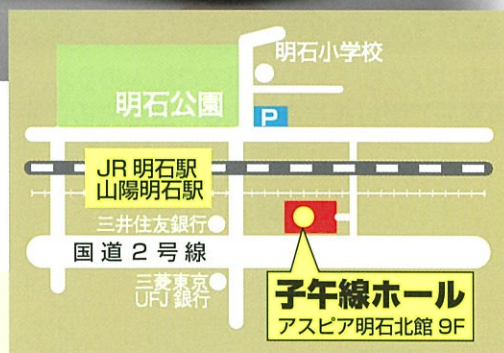 明石小学校
明石公園
P
JR 明石駅
山陽明石駅
三井住友銀行
国道2号線
三菱東京
UFJ 銀行
子午線ホール
アスピア明石北館 9F